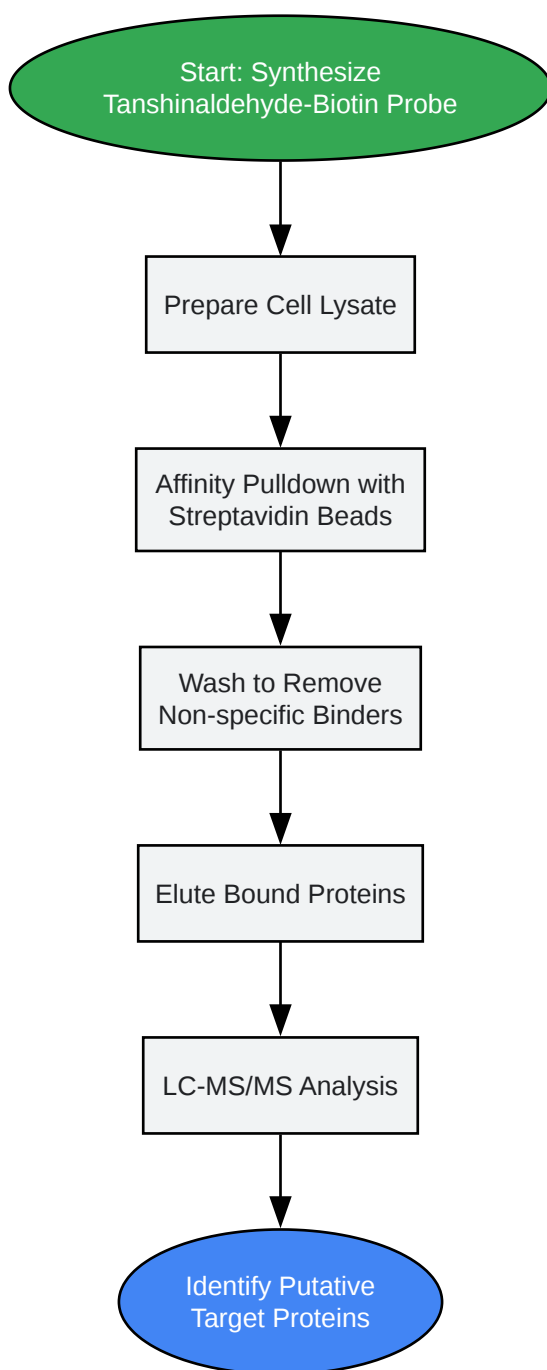 Start: Synthesize
Tanshinaldehyde-Biotin Probe
Prepare Cell Lysate
Affinity Pulldown with
Streptavidin Beads
Wash to Remove
Non-specific Binders
Elute Bound Proteins
LC-MS/MS Analysis
Identify Putative
Target Proteins